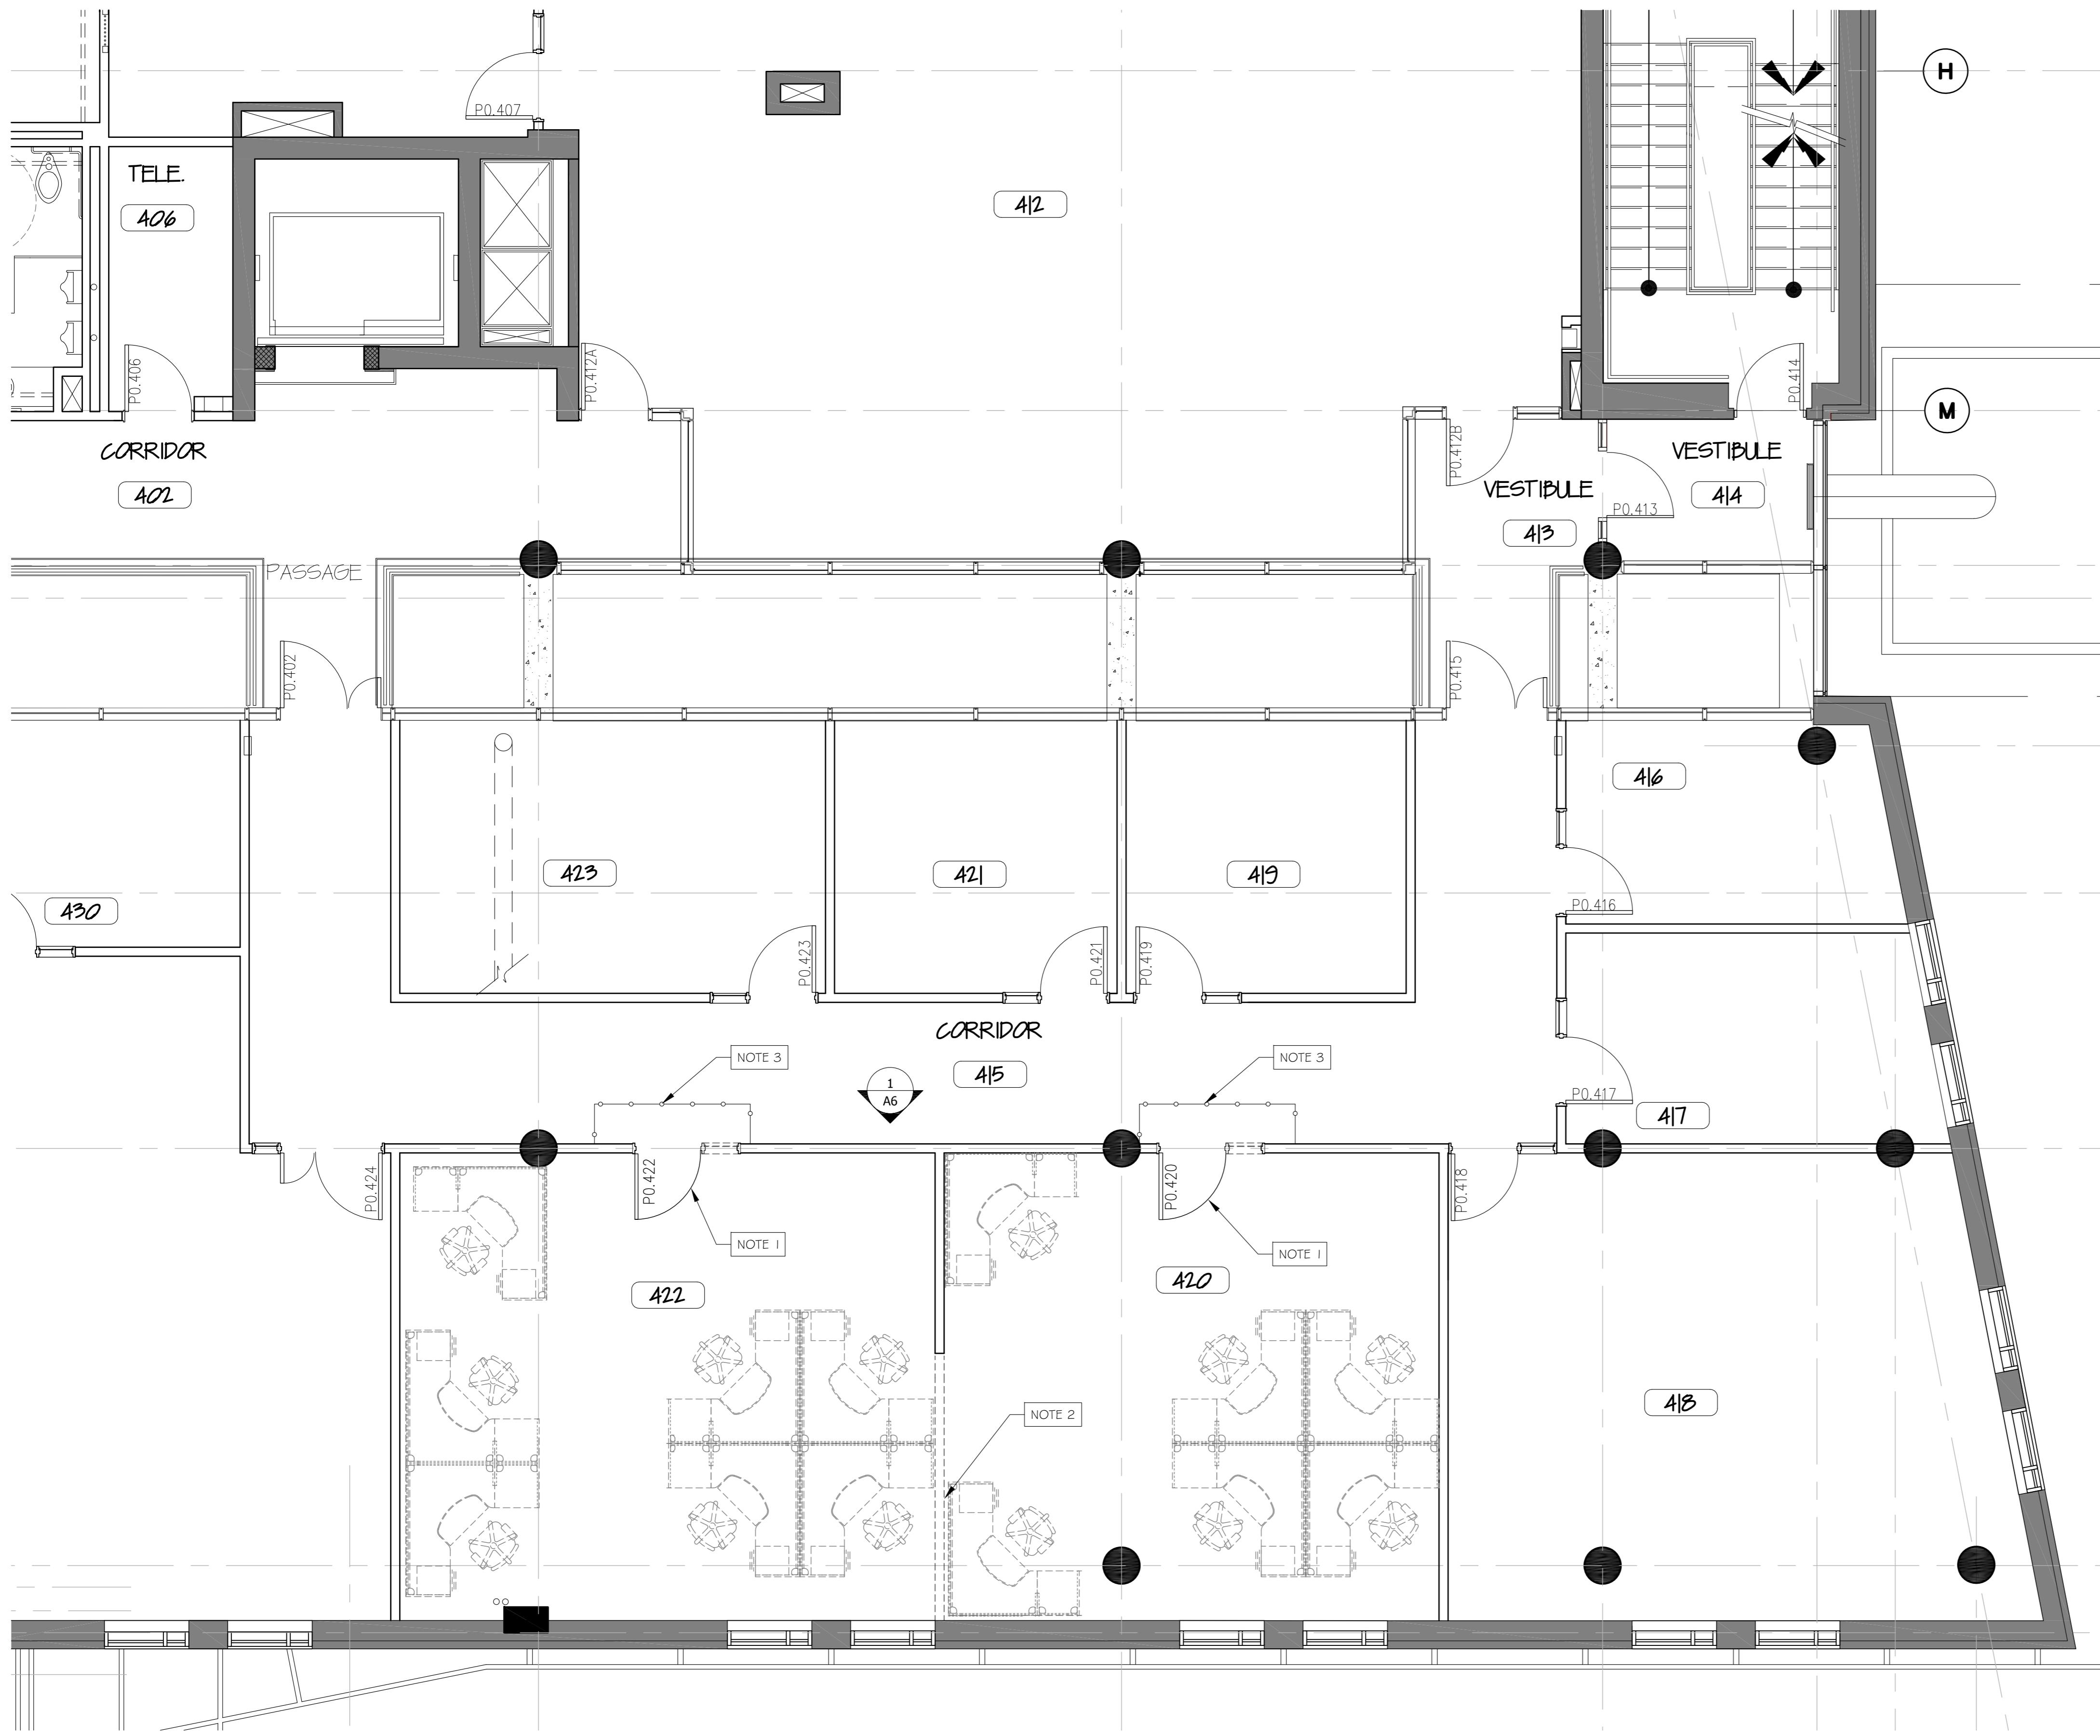 H
P0.407
TELE.
406
412
P0.406
P0.412A
P0.414
M
CORRIDOR
402
P0.412B
VESTIBULE
413
P0.413
VESTIBULE
414
PASSAGE
P0.402
P0.415
416
423
421
419
430
P0.416
P0.423
P0.421
P0.419
CORRIDOR
415
NOTE 3
NOTE 3
1
A6
P0.417
417
P0.424
P0.422
P0.420
P0.418
NOTE 1
NOTE 1
422
420
418
NOTE 2